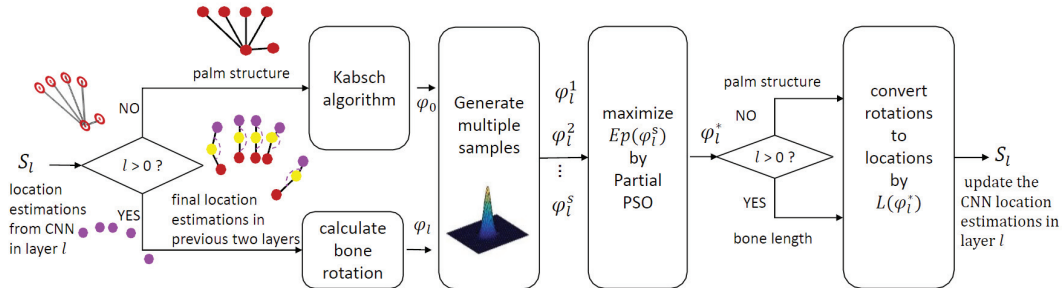 palm structure
NO
S_l
l > 0 ?
location
estimations
from CNN
in layer l
YES
final location
estimations in
previous two layers
Kabsch
algorithm
φ_0
calculate
bone
rotation
φ_l
Generate
multiple
samples
φ_l^1
φ_l^2
⋮
φ_l^s
maximize
Ep(φ_l^s)
by
Partial
PSO
φ_l^*
palm structure
NO
l > 0 ?
YES
bone length
convert
rotations
to
locations
by
L(φ_l^*)
S_l
update the
CNN location
estimations in
layer l